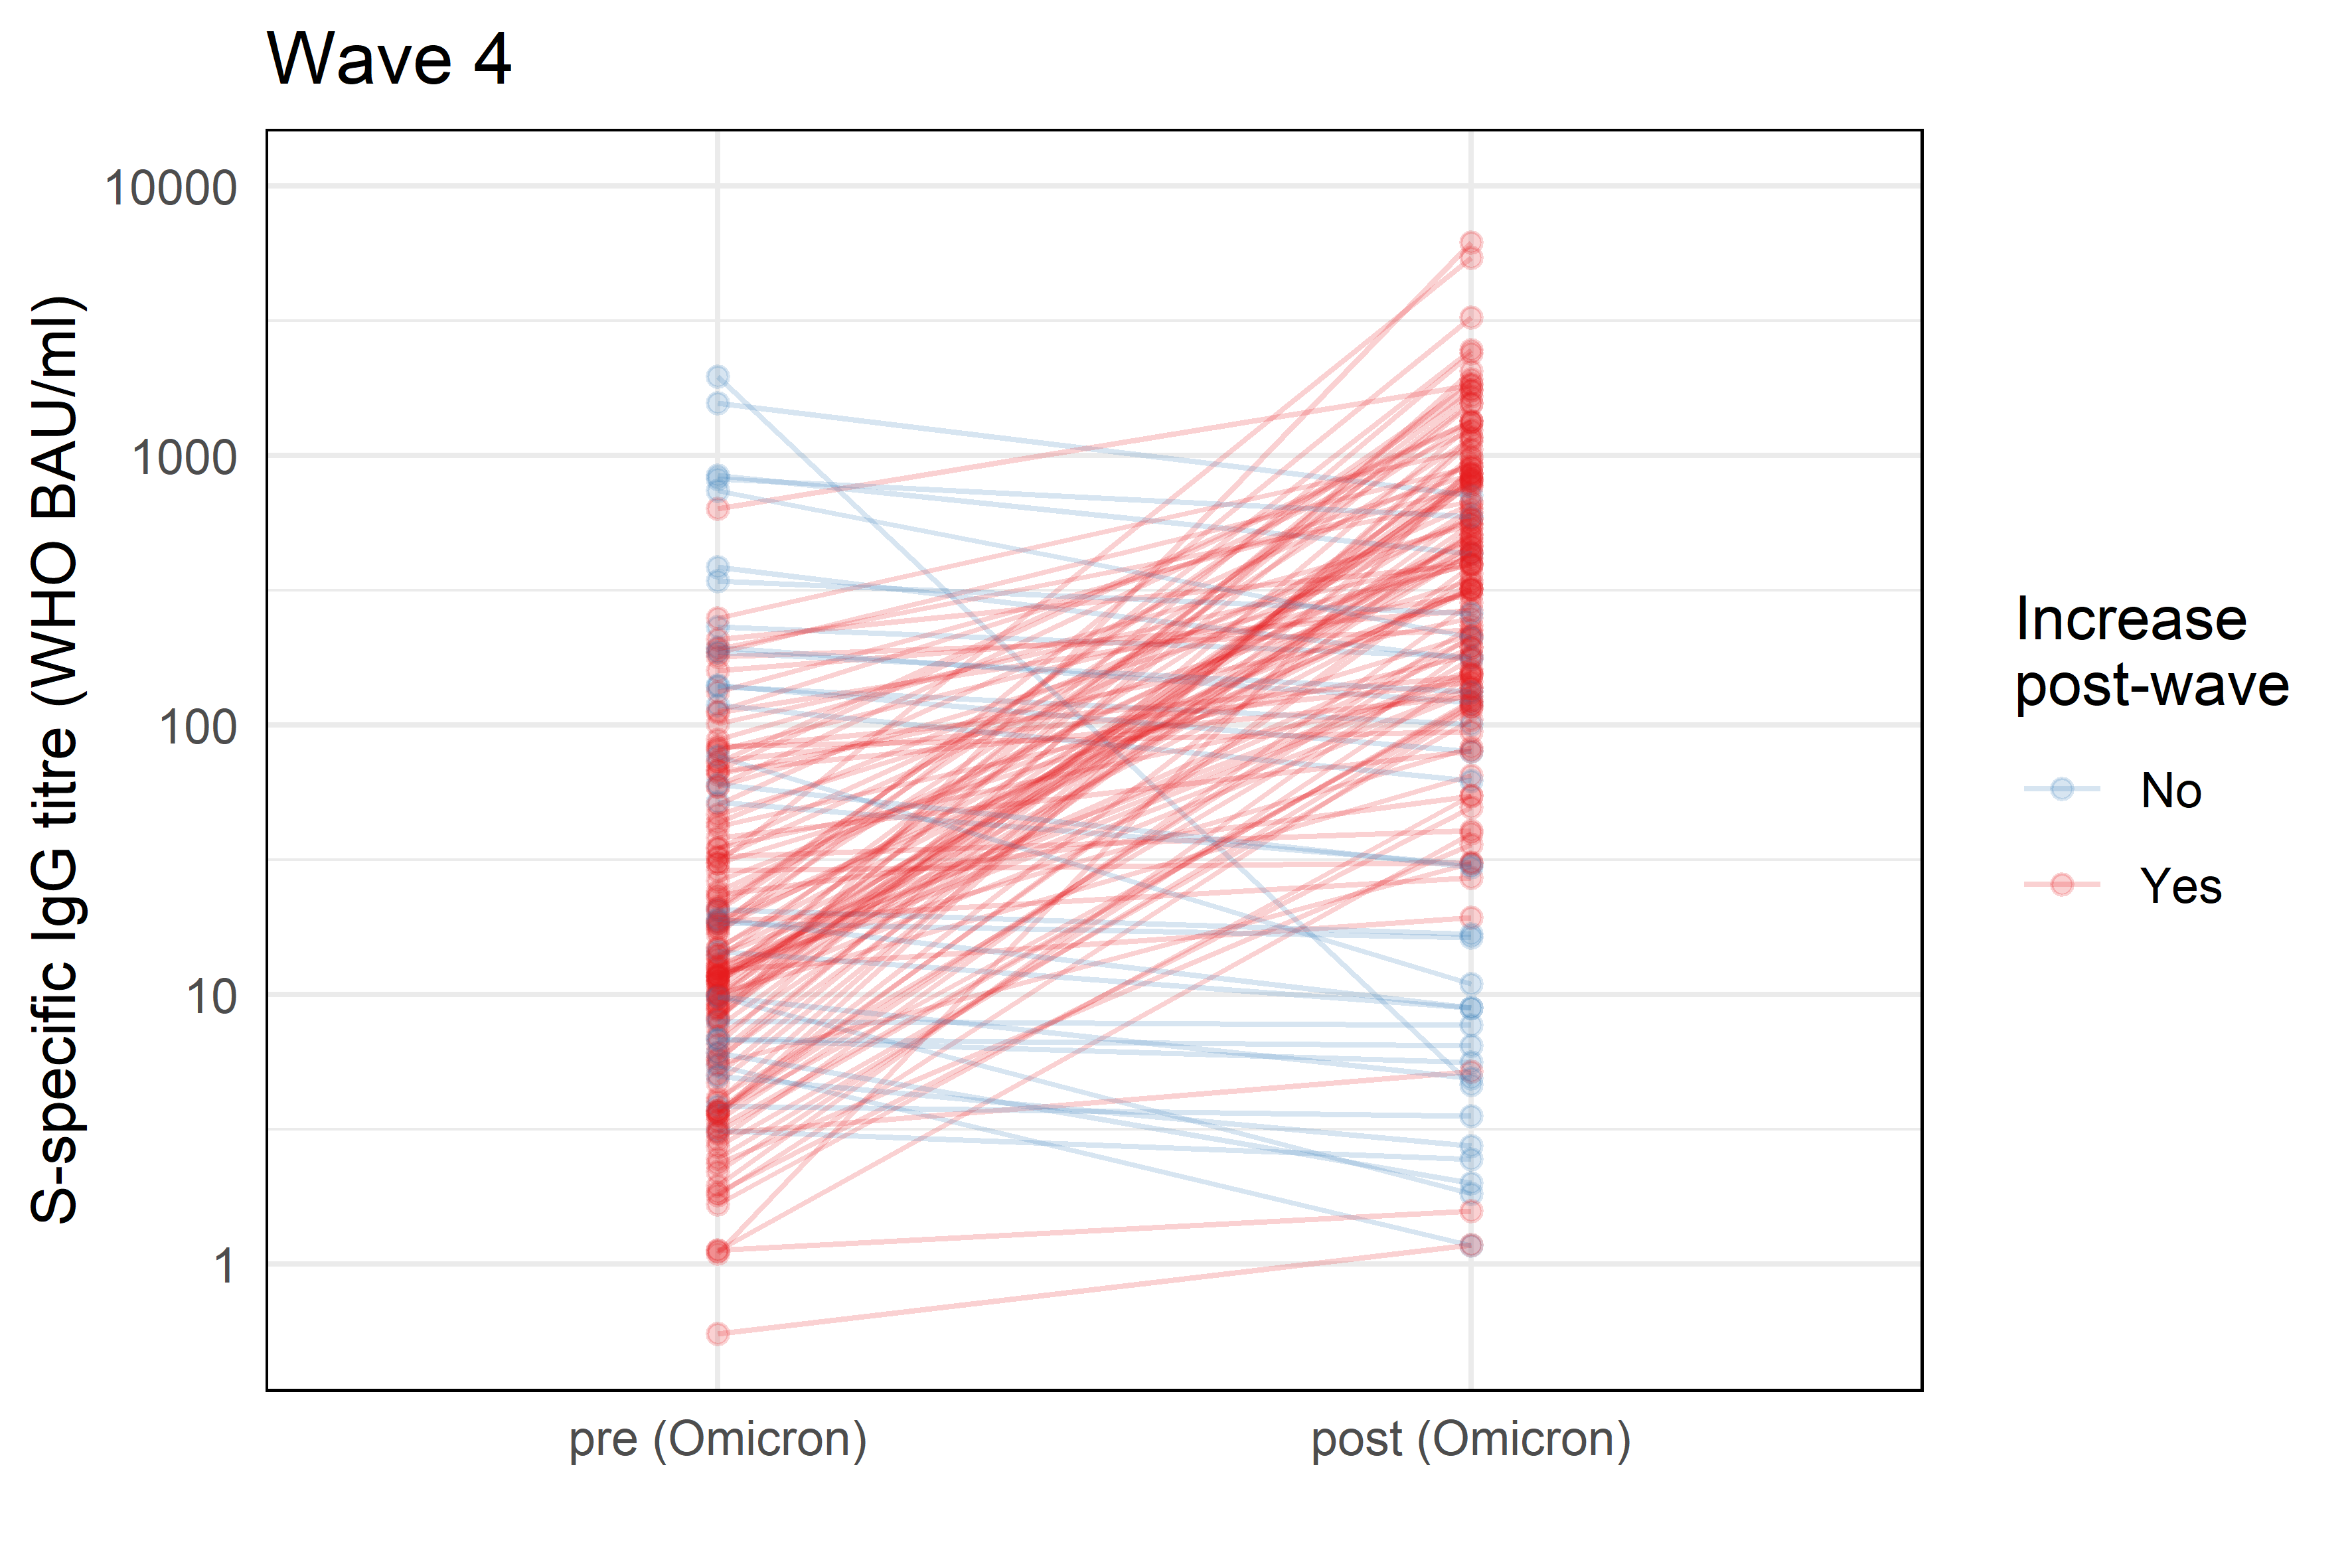 Wave 4
S-specific IgG titre (WHO BAU/ml)
10000
1000
100
10
1
pre (Omicron)
post (Omicron)
Increase
post-wave
No
Yes